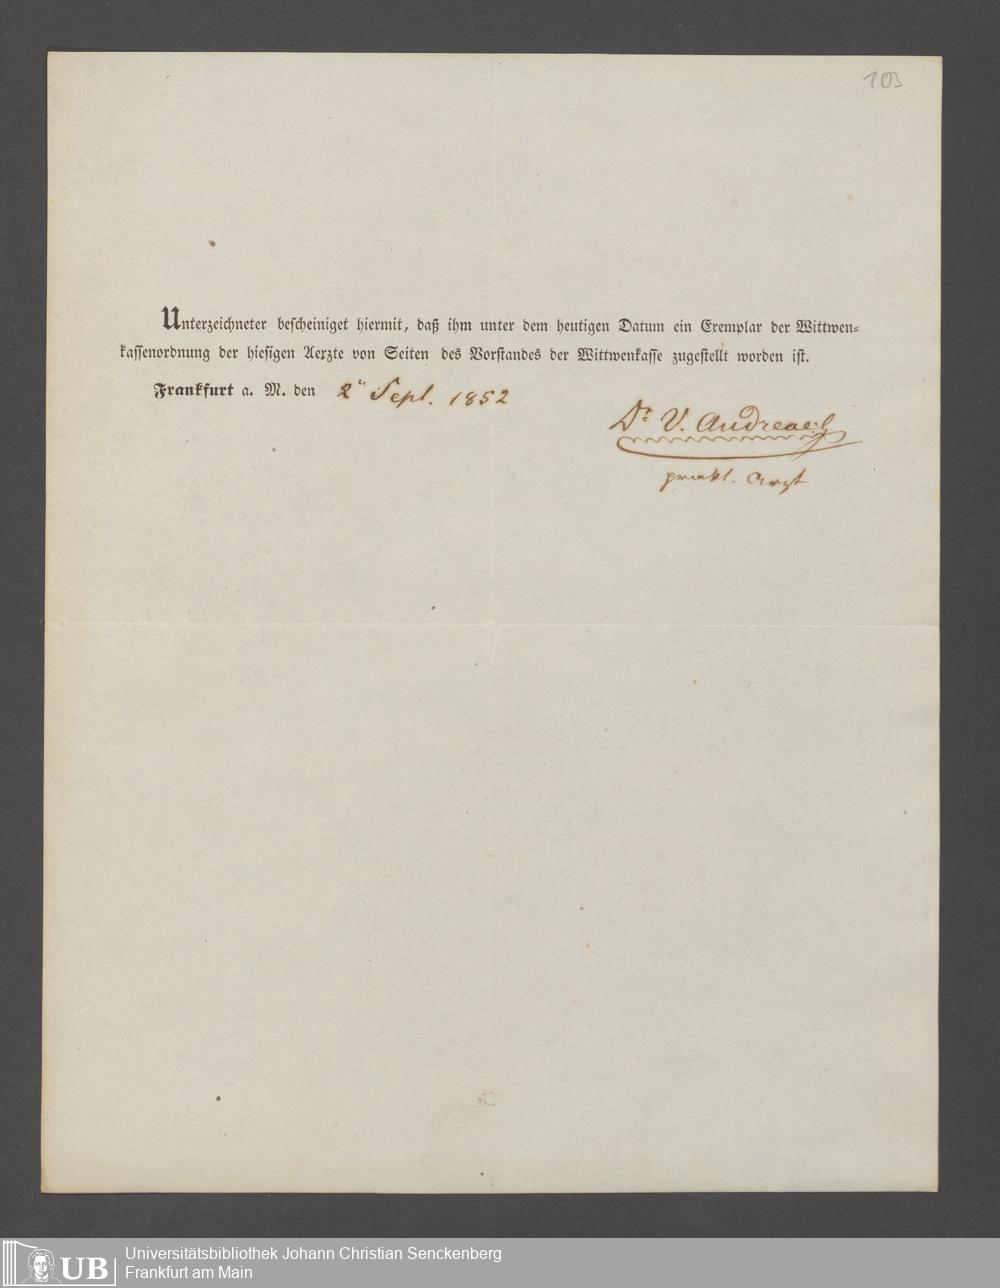 103
Unterzeichneter bescheiniget hiermit, daß ihm unter dem heutigen Datum ein Exemplar der Wittwen-
kassenordnung der hiesigen Aerzte von Seiten des Vorstandes der Wittwenkasse zugestellt worden ist.
Frankfurt a. M. den 2n Sept. 1852
Dr. V. Andreae
prakt. Arzt
UB
Universitätsbibliothek Johann Christian Senckenberg
Frankfurt am Main